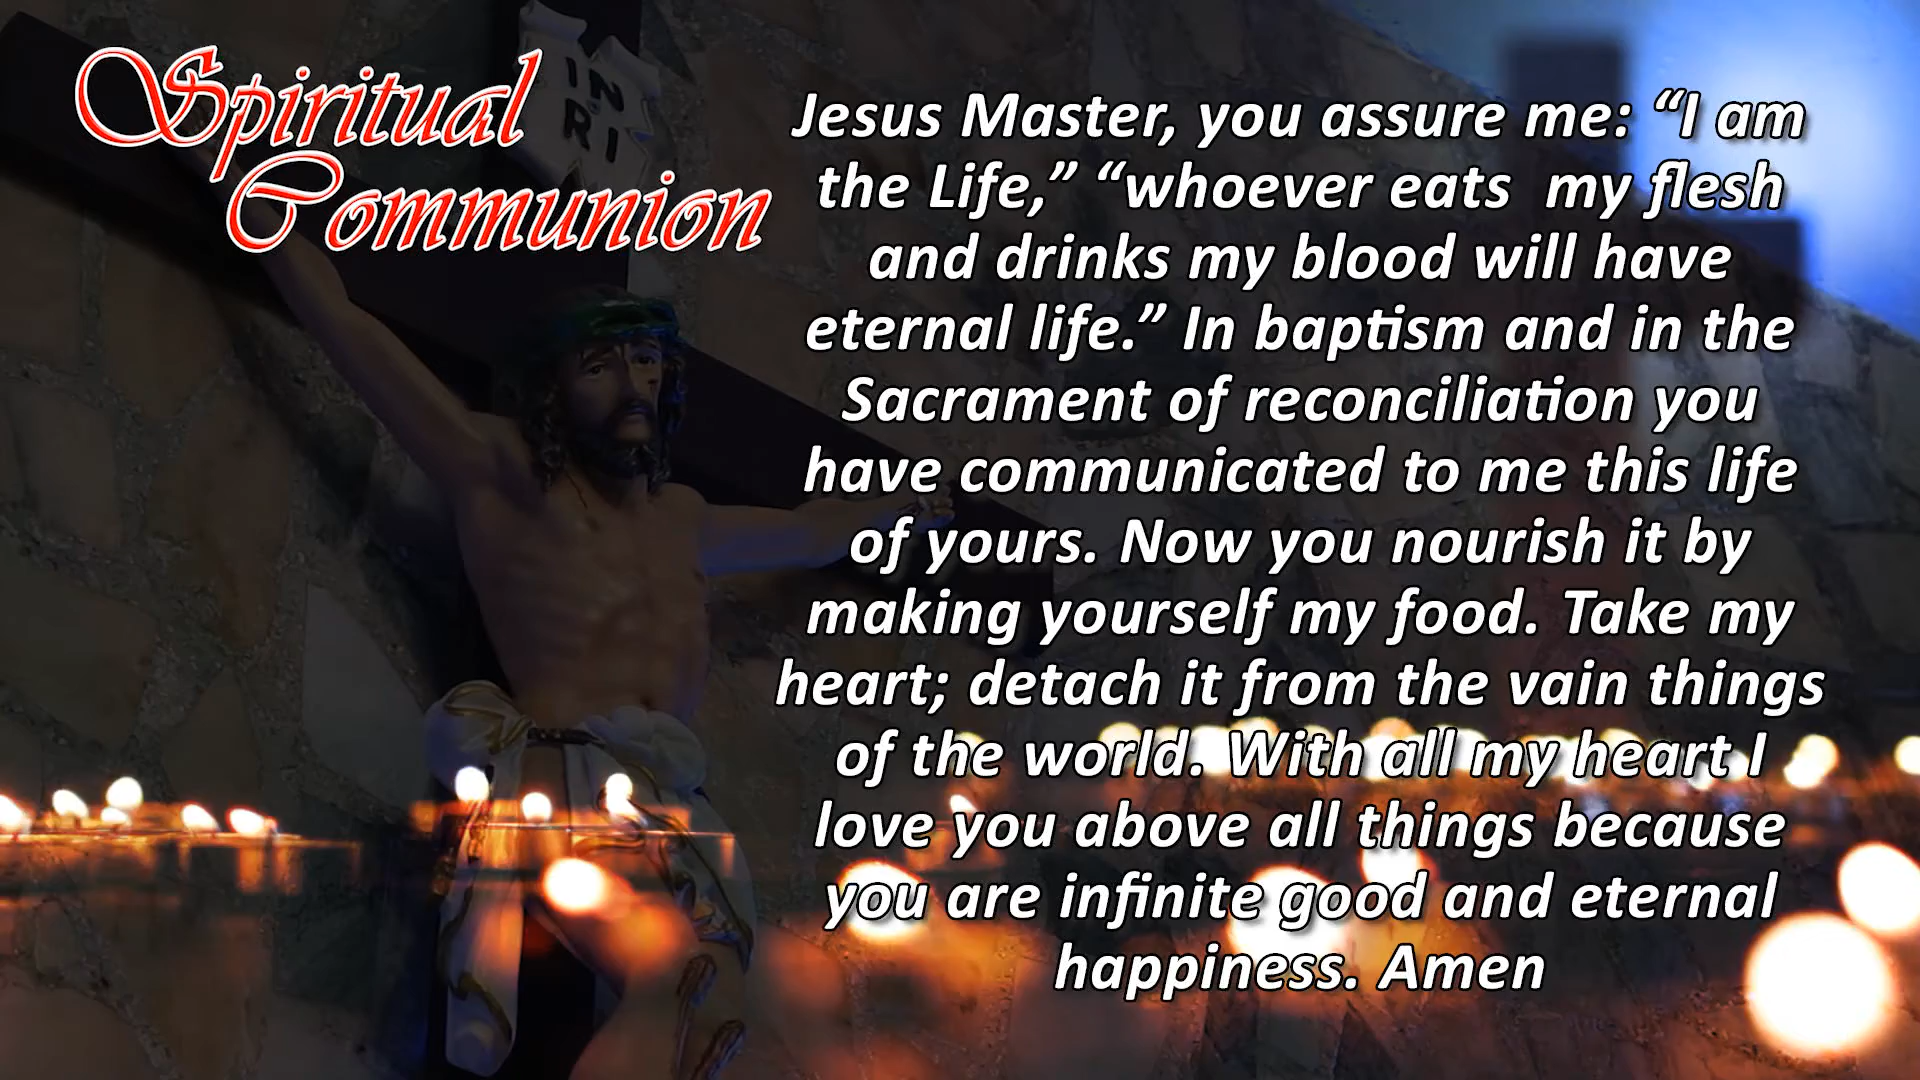 Spiritual
Communion
IN
RI
Jesus Master, you assure me: “I am
the Life,” “whoever eats  my flesh
and drinks my blood will have
eternal life.” In baptism and in the
Sacrament of reconciliation you
have communicated to me this life
of yours. Now you nourish it by
making yourself my food. Take my
heart; detach it from the vain things
of the world. With all my heart I
love you above all things because
you are infinite good and eternal
happiness. Amen